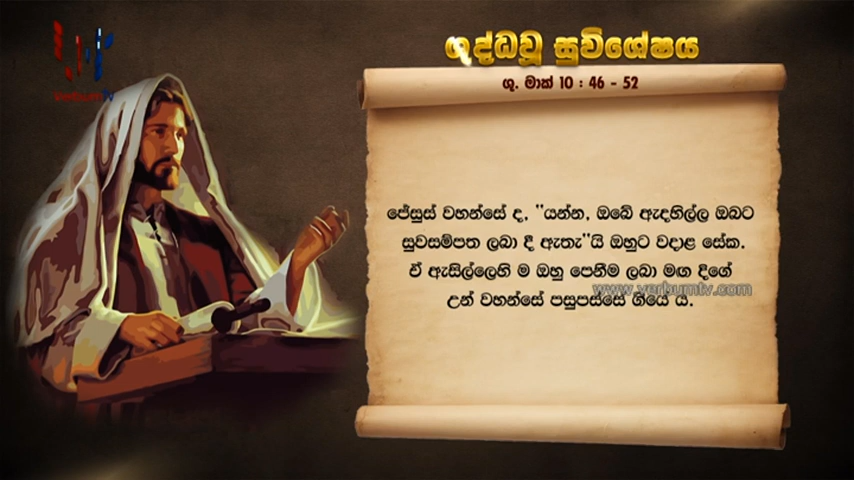 VerbumTV
ශුද්ධවූ සුවිශේෂය
ශු. මාක් 10 : 46 - 52
ජේසුස් වහන්සේ ද, "යන්න, ඔබේ ඇදහිල්ල ඔබට
සුවසම්පත ලබා දී ඇතැ"යි ඔහුට වදාළ සේක.
ඒ ඇසිල්ලෙහි ම ඔහු පෙනීම ලබා මඟ දිගේ
උන් වහන්සේ පසුපස්සේ ගියේ ය.
www.verbumtv.com